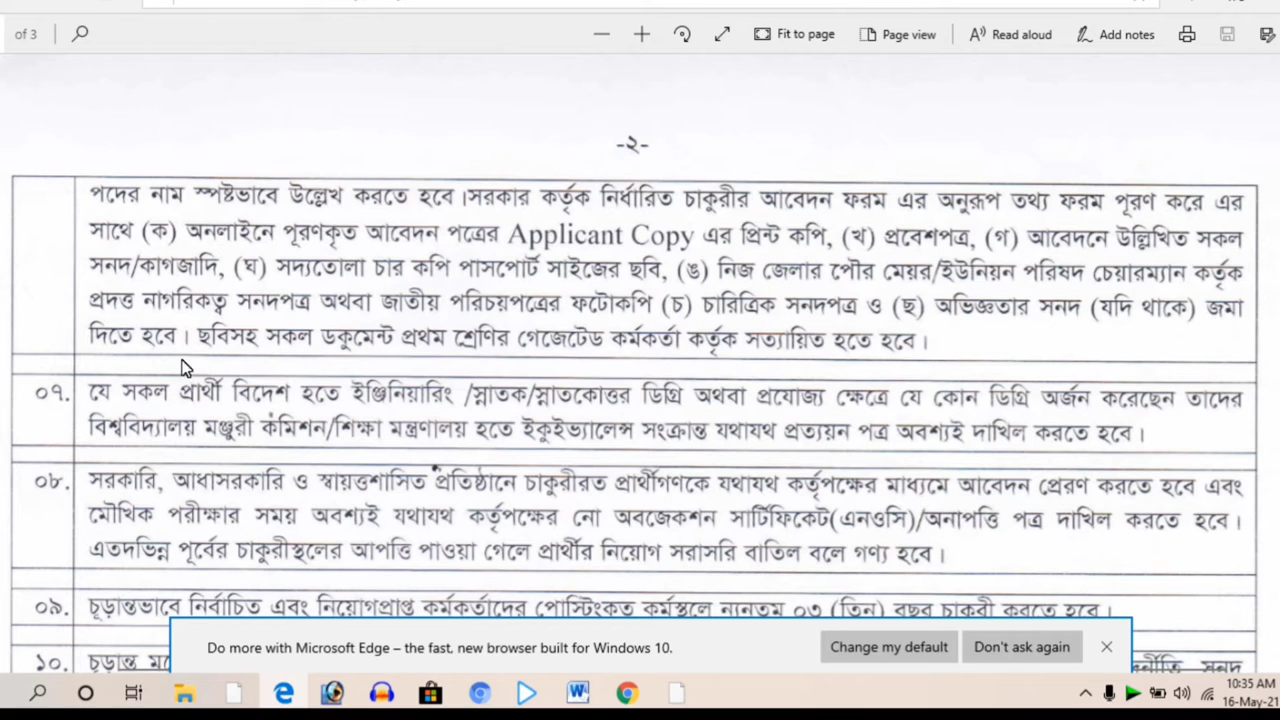 of 3
Fit to page
Page view
Read aloud
Add notes
-২-
পদের নাম স্পষ্টভাবে উল্লেখ করতে হবে।সরকার কর্তৃক নির্ধারিত চাকুরীর আবেদন ফরম এর অনুরূপ তথ্য ফরম পূরণ করে এর
সাথে (ক) অনলাইনে পূরণকৃত আবেদন পত্রের Applicant Copy এর প্রিন্ট কপি, (খ) প্রবেশপত্র, (গ) আবেদনে উল্লিখিত সকল
সনদ/কাগজাদি, (ঘ) সদ্যতোলা চার কপি পাসপোর্ট সাইজের ছবি, (ঙ) নিজ জেলার পৌর মেয়র/ইউনিয়ন পরিষদ চেয়ারম্যান কর্তৃক
প্রদত্ত নাগরিকত্ব সনদপত্র অথবা জাতীয় পরিচয়পত্রের ফটোকপি (চ) চারিত্রিক সনদপত্র ও (ছ) অভিজ্ঞতার সনদ (যদি থাকে) জমা
দিতে হবে। ছবিসহ সকল ডকুমেন্ট প্রথম শ্রেণির গেজেটেড কর্মকর্তা কর্তৃক সত্যায়িত হতে হবে।
০৭. যে সকল প্রার্থী বিদেশ হতে ইঞ্জিনিয়ারিং /স্নাতক/স্নাতকোত্তর ডিগ্রি অথবা প্রযোজ্য ক্ষেত্রে যে কোন ডিগ্রি অর্জন করেছেন তাদের
বিশ্ববিদ্যালয় মঞ্জুরী কমিশন/শিক্ষা মন্ত্রণালয় হতে ইকুইভ্যালেন্স সংক্রান্ত যথাযথ প্রত্যয়ন পত্র অবশ্যই দাখিল করতে হবে।
০৮. সরকারি, আধাসরকারি ও স্বায়ত্তশাসিত প্রতিষ্ঠানে চাকুরীরত প্রার্থীগণকে যথাযথ কর্তৃপক্ষের মাধ্যমে আবেদন প্রেরণ করতে হবে এবং
মৌখিক পরীক্ষার সময় অবশ্যই যথাযথ কর্তৃপক্ষের নো অবজেকশন সার্টিফিকেট(এনওসি)/অনাপত্তি পত্র দাখিল করতে হবে।
এতদভিন্ন পূর্বের চাকুরীস্থলের আপত্তি পাওয়া গেলে প্রার্থীর নিয়োগ সরাসরি বাতিল বলে গণ্য হবে।
০৯. চূড়ান্তভাবে নির্বাচিত এবং নিয়োগপ্রাপ্ত কর্মকর্তাদের পোস্টিংকৃত কর্মস্থলে ন্যূনতম ০৩ (তিন) বছর চাকরী করতে হবে।
১০. চূড়ান্ত সনদ
Do more with Microsoft Edge – the fast, new browser built for Windows 10.
Change my default
Don't ask again
10:35 AM
16-May-21